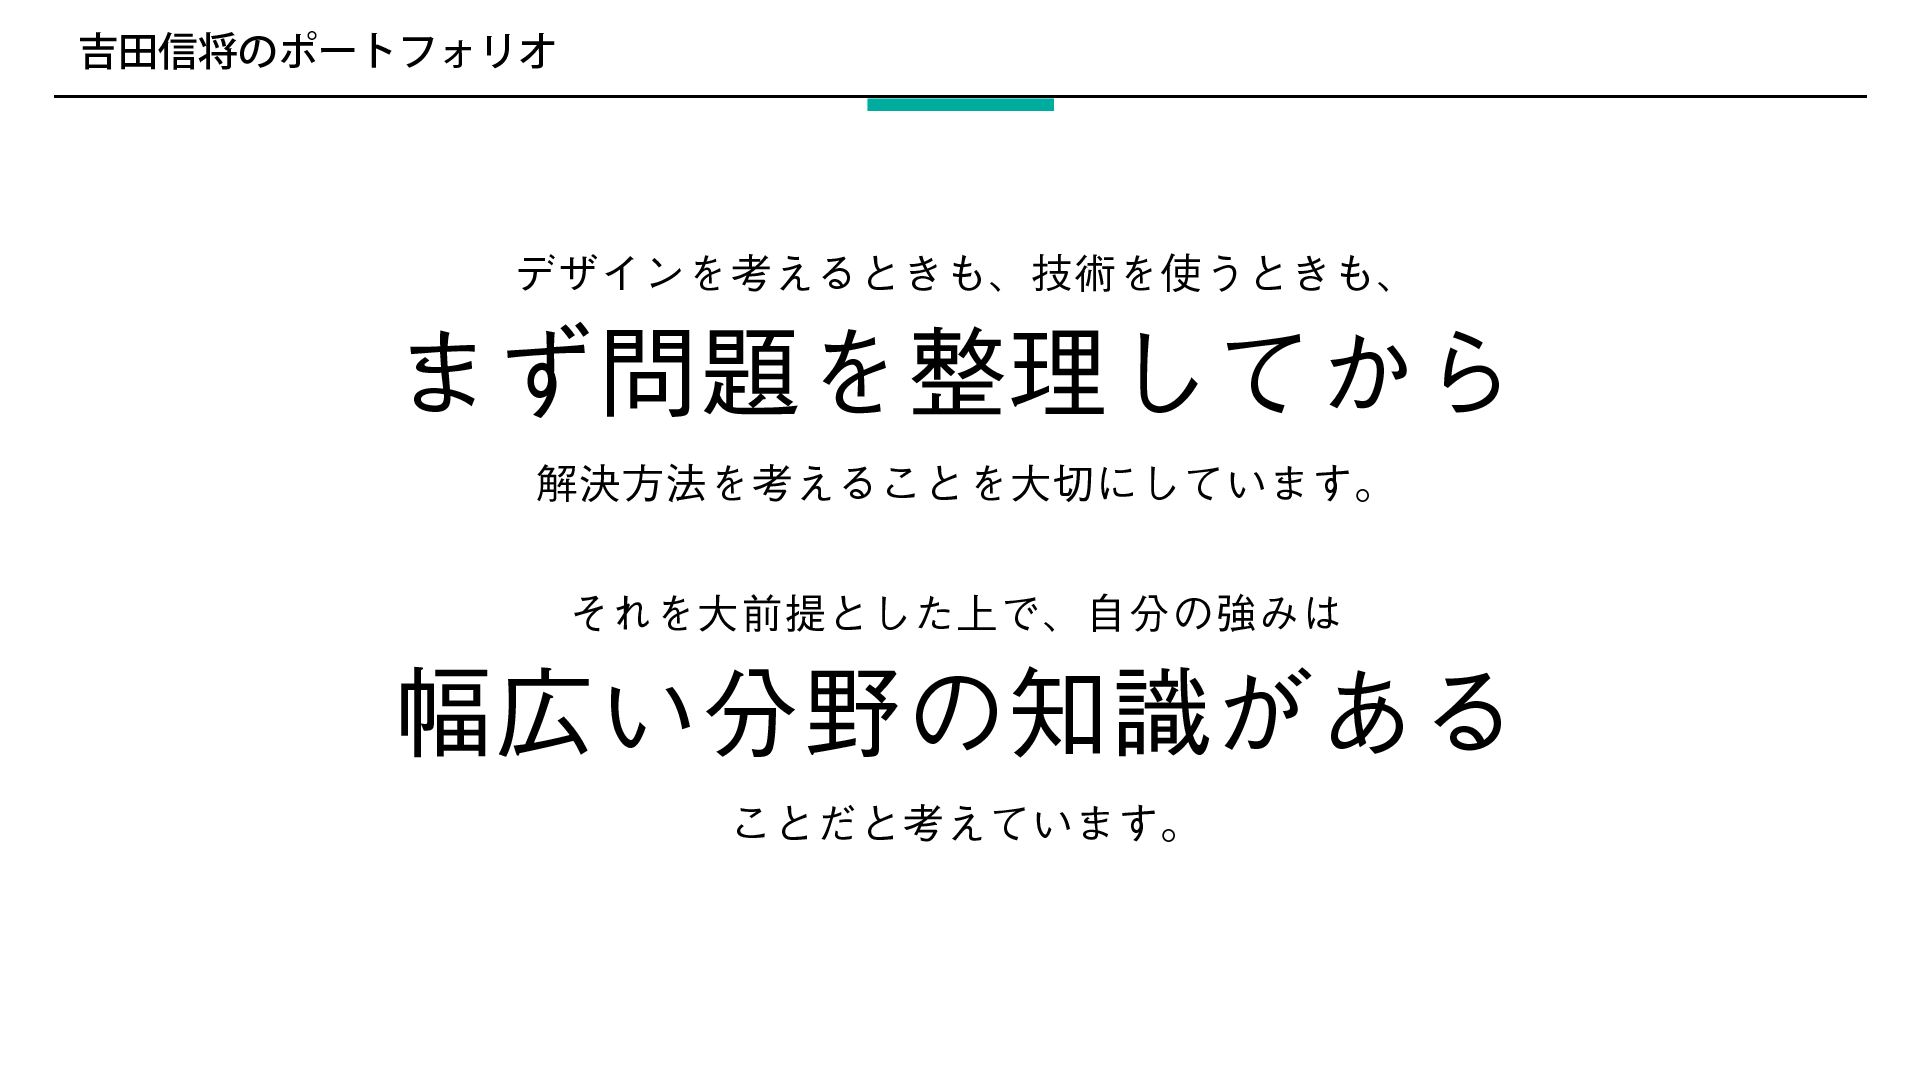 吉田信将のポートフォリオ
デザインを考えるときも、技術を使うときも、
まず問題を整理してから
解決方法を考えることを大切にしています。
それを大前提とした上で、自分の強みは
幅広い分野の知識がある
ことだと考えています。